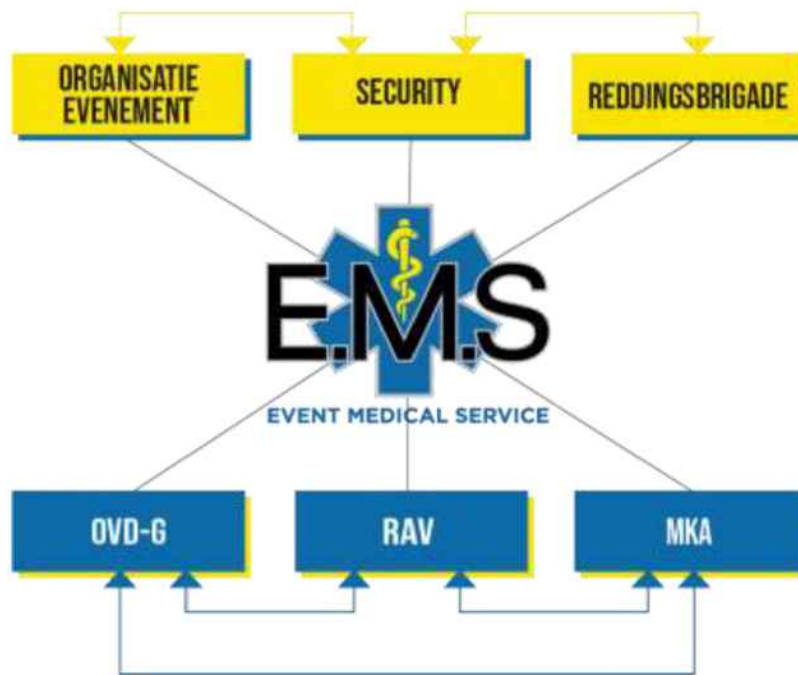 ORGANISATIE
EVENEMENT
SECURITY
REDDINGSBRIGADE
E.M.S
EVENT MEDICAL SERVICE
OVD-G
RAV
MKA